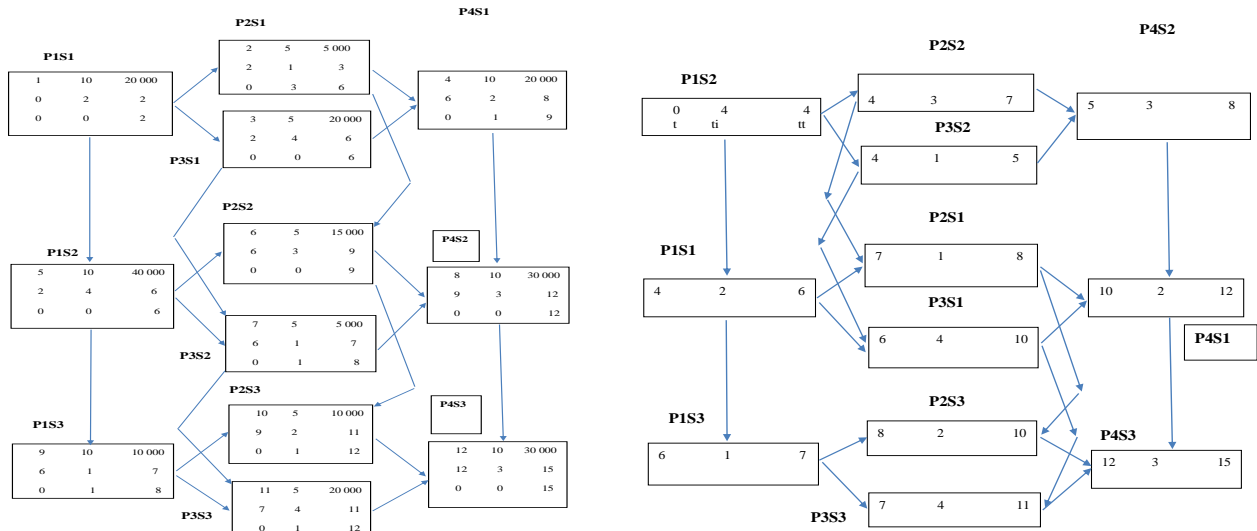 P4S1
P2S1
P1S1
2 5 5 000
2 1 3
0 3 6
1 10 20 000
0 2 2
0 0 2
4 10 20 000
6 2 8
0 1 9
3 5 20 000
2 4 6
0 0 6
P3S1
P2S2
6 5 15 000
6 3 9
0 0 9
P4S2
P1S2
5 10 40 000
2 4 6
0 0 6
8 10 30 000
9 3 12
0 0 12
7 5 5 000
6 1 7
0 1 8
P3S2
P2S3
10 5 10 000
9 2 11
0 1 12
P4S3
P1S3
9 10 10 000
6 1 7
0 1 8
12 10 30 000
12 3 15
0 0 15
11 5 20 000
7 4 11
0 1 12
P3S3
P4S2
P2S2
P1S2
4 3 7
0 4 4
t ti tt
5 3 8
P3S2
4 1 5
P2S1
P1S1
7 1 8
4 2 6
10 2 12
P3S1
6 4 10
P4S1
P2S3
P1S3
8 2 10
P4S3
6 1 7
12 3 15
7 4 11
P3S3